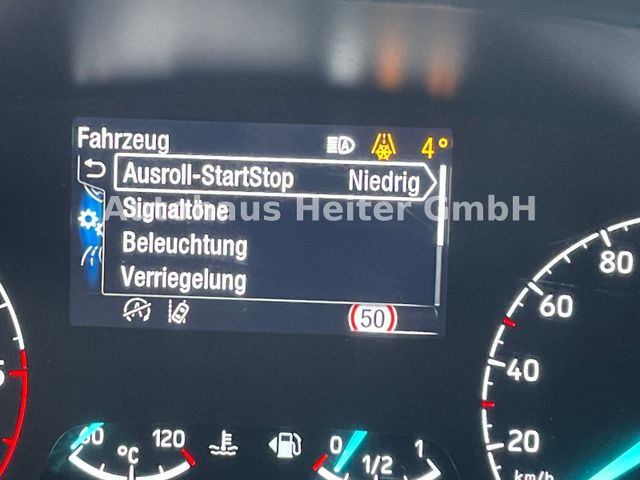 Fahrzeug
A
4°
Ausroll-StartStop Niedrig
Signaltöne
Autohaus Heiter GmbH
Beleuchtung
Verriegelung
A
50
80
60
40
20
km/h
60 120
°C
0 1/2 1